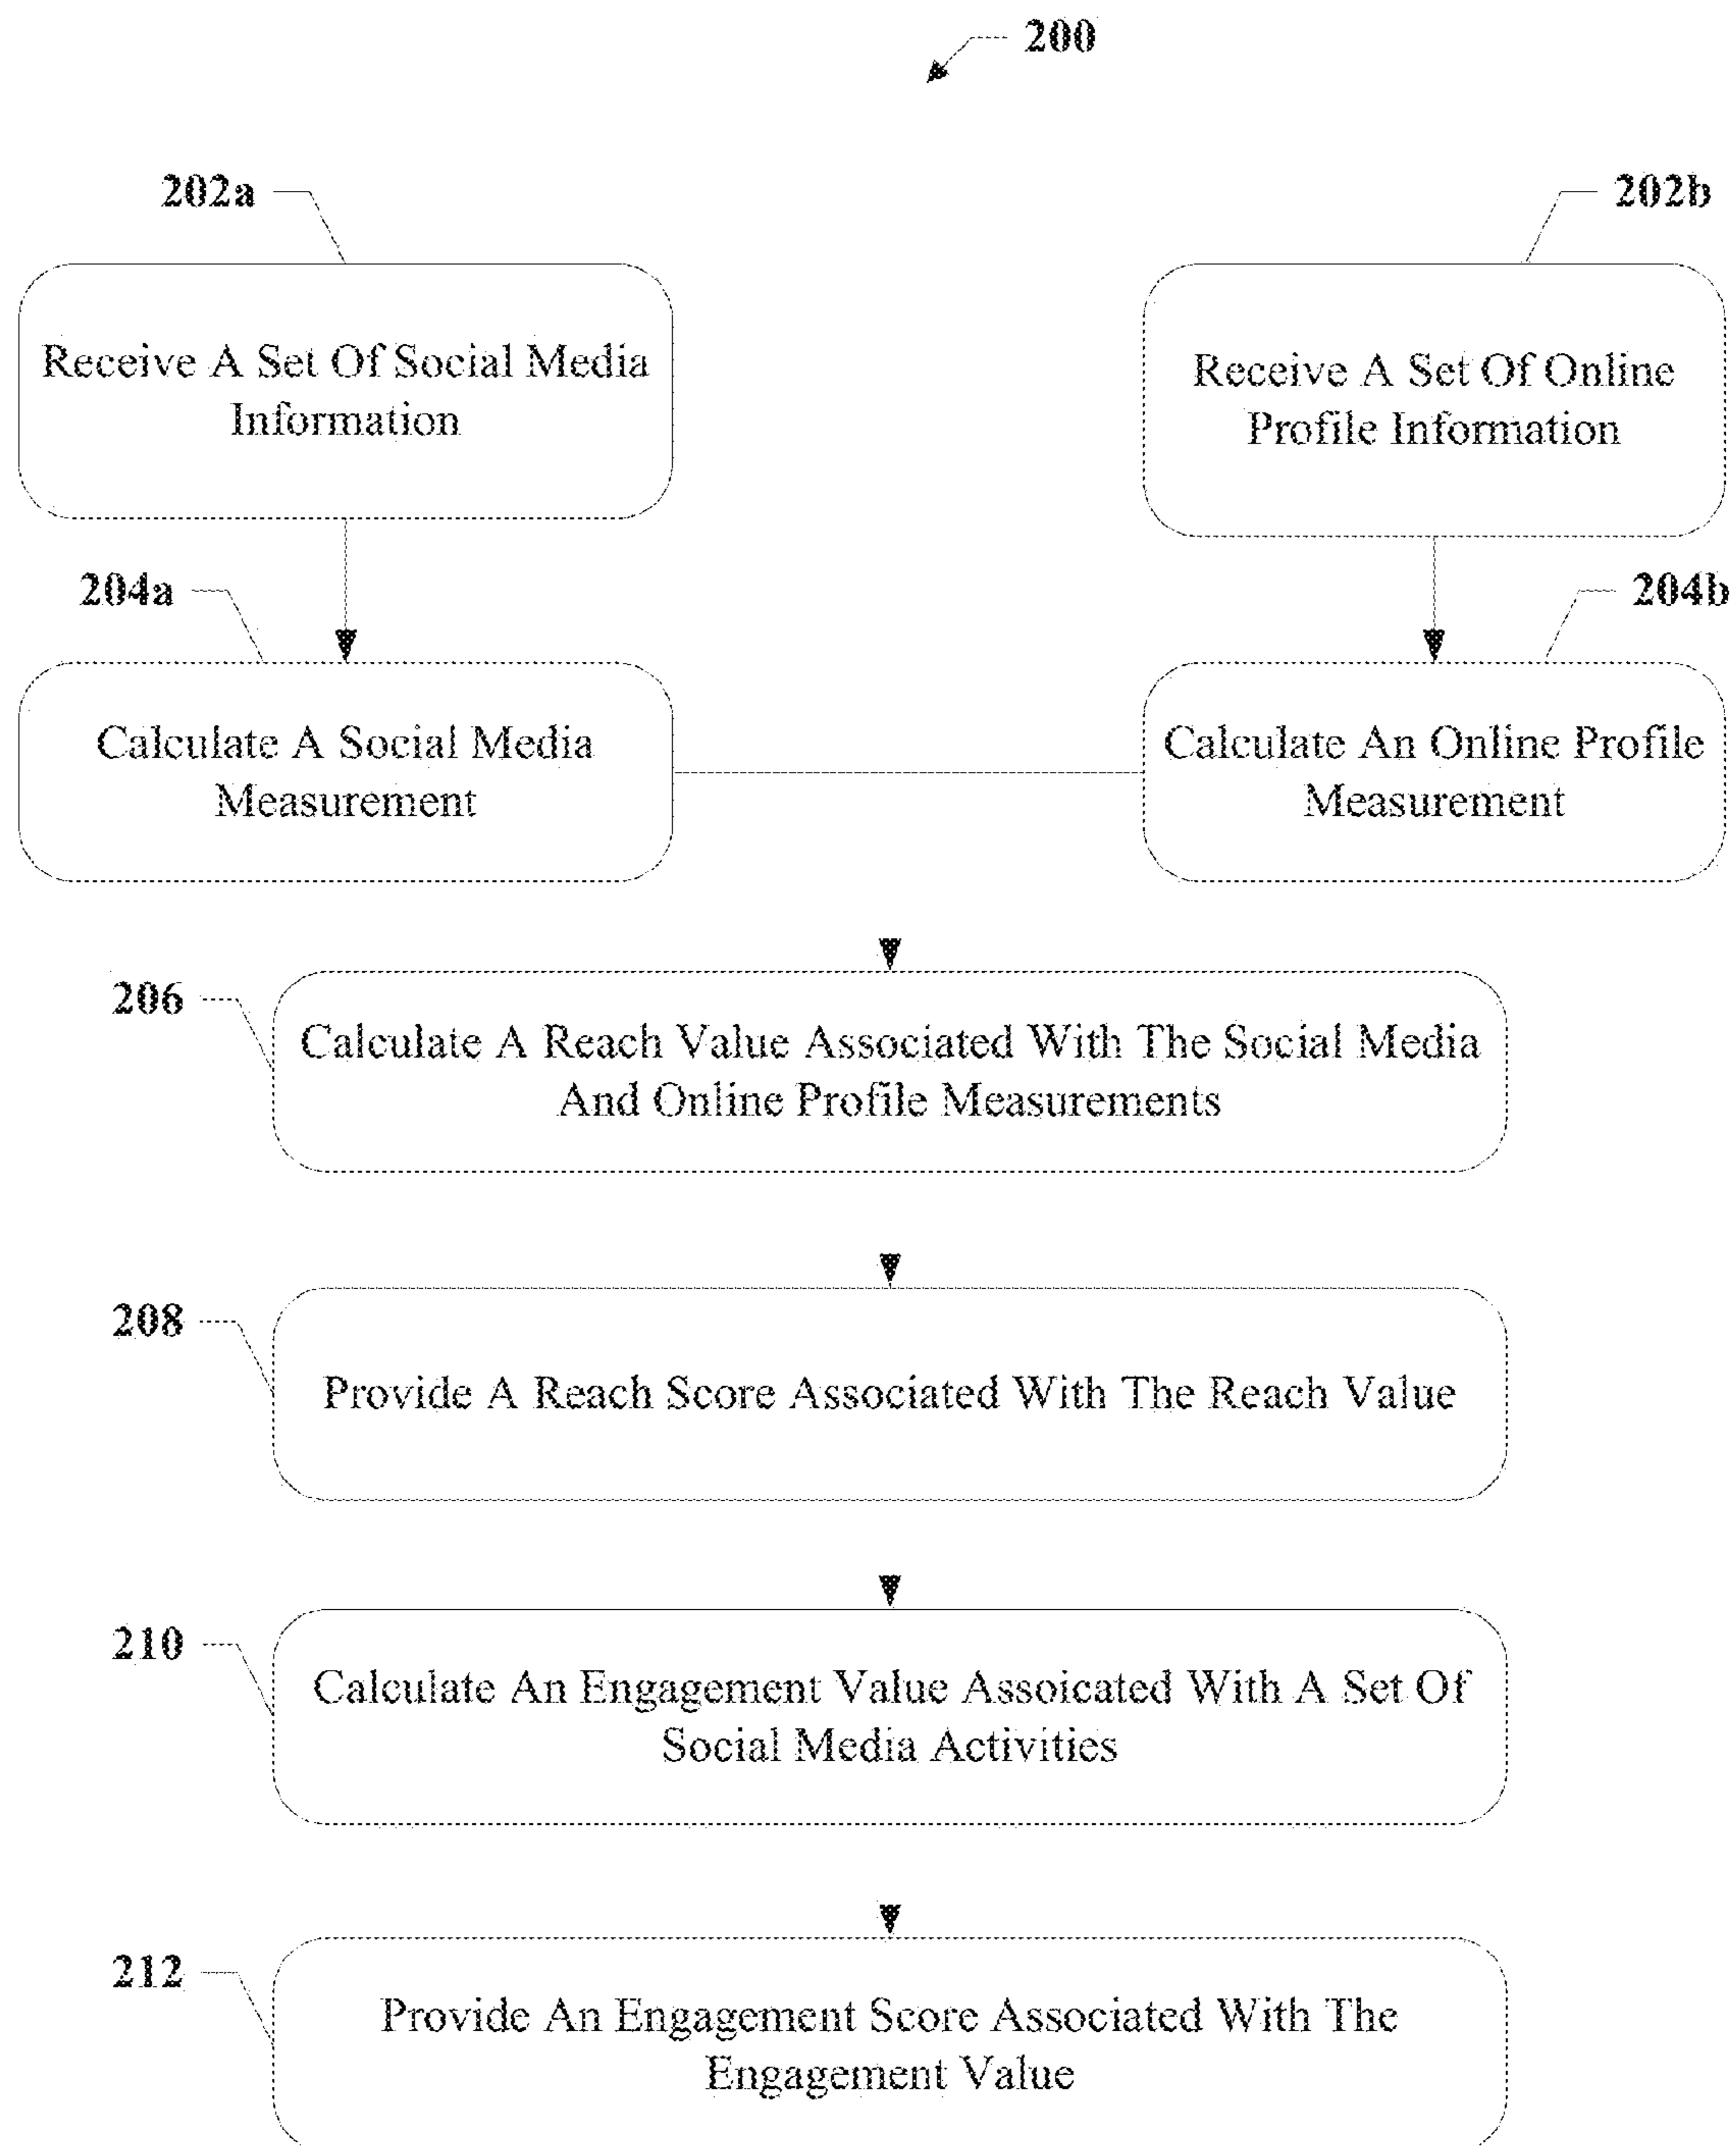 200
202a
202b
Receive A Set Of Social Media
Information
Receive A Set Of Online
Profile Information
204a
204b
Calculate A Social Media
Measurement
Calculate An Online Profile
Measurement
206
Calculate A Reach Value Associated With The Social Media
And Online Profile Measurements
208
Provide A Reach Score Associated With The Reach Value
210
Calculate An Engagement Value Assoicated With A Set Of
Social Media Activities
212
Provide An Engagement Score Associated With The
Engagement Value